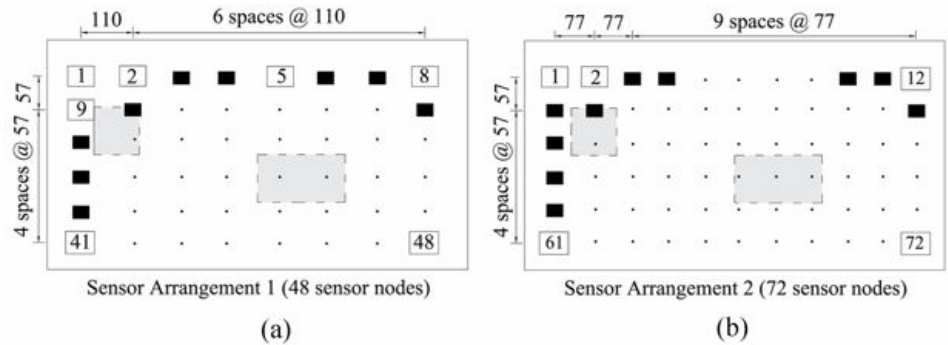 110
6 spaces @ 110
1
2
5
8
9
41
48
57
4 spaces @ 57
Sensor Arrangement 1 (48 sensor nodes)
(a)
77
77
9 spaces @ 77
1
2
12
61
72
57
4 spaces @ 57
Sensor Arrangement 2 (72 sensor nodes)
(b)